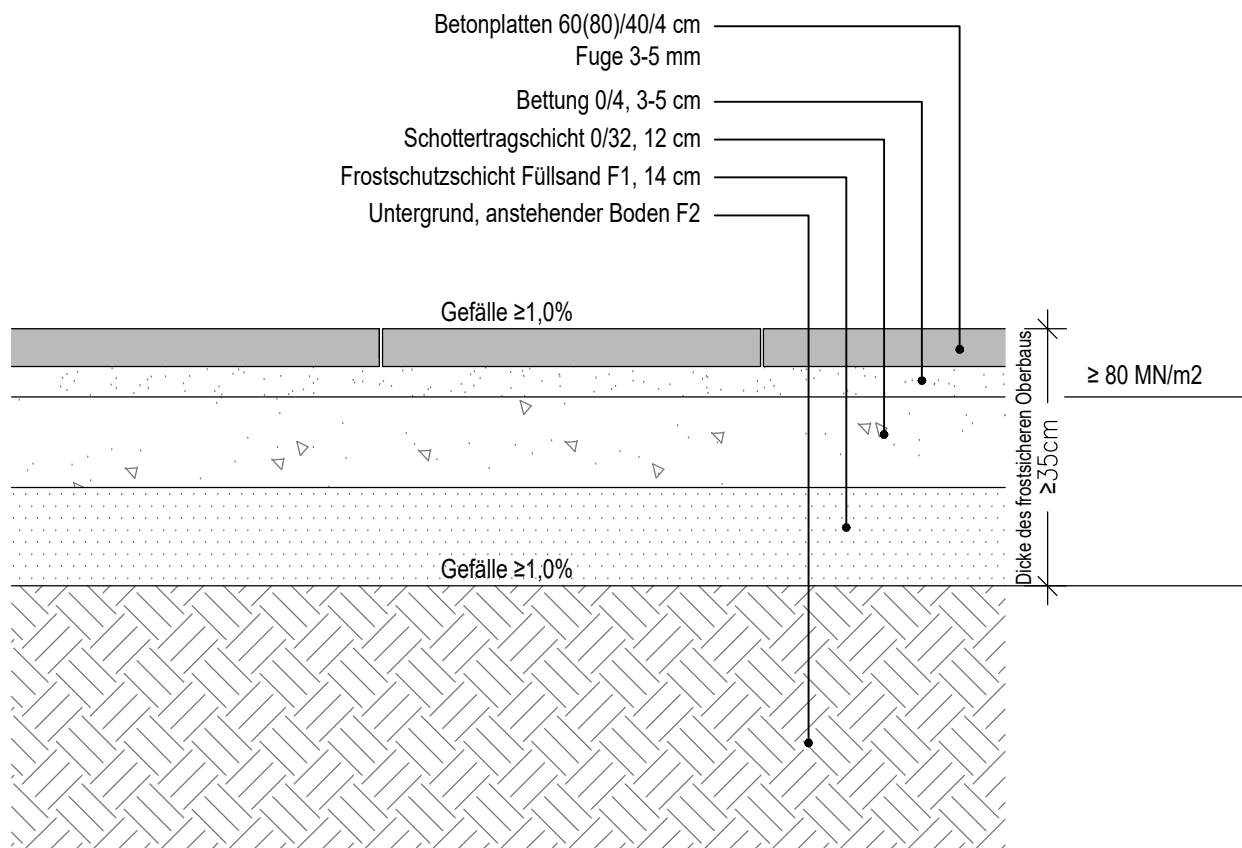 Betonplatten 60(80)/40/4 cm
Fuge 3-5 mm
Bettung 0/4, 3-5 cm
Schottertragschicht 0/32, 12 cm
Frostschutzschicht Füllsand F1, 14 cm
Untergrund, anstehender Boden F2
Gefälle ≥1,0%
≥ 80 MN/m2
Dicke des frostsicheren Oberbaus
≥35cm
Gefälle ≥1,0%